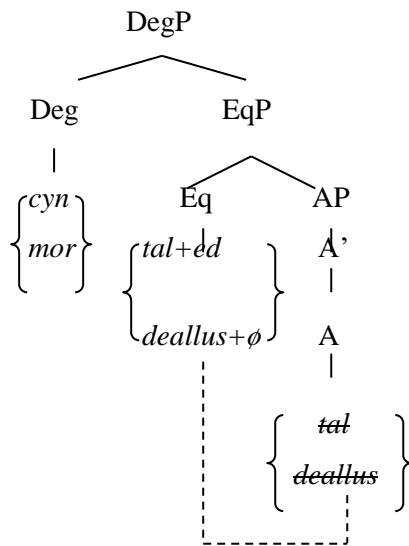 DegP
Deg EqP
cyn Eq AP
mor tal+ed A’
deallus+ø A
tal
deallus